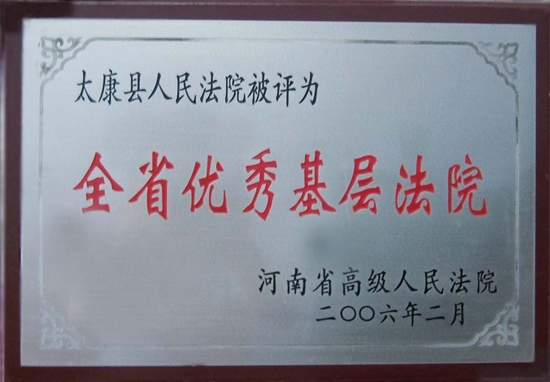 太康县人民法院被评为
全省优秀基层法院
河南省高级人民法院
二〇〇六年二月